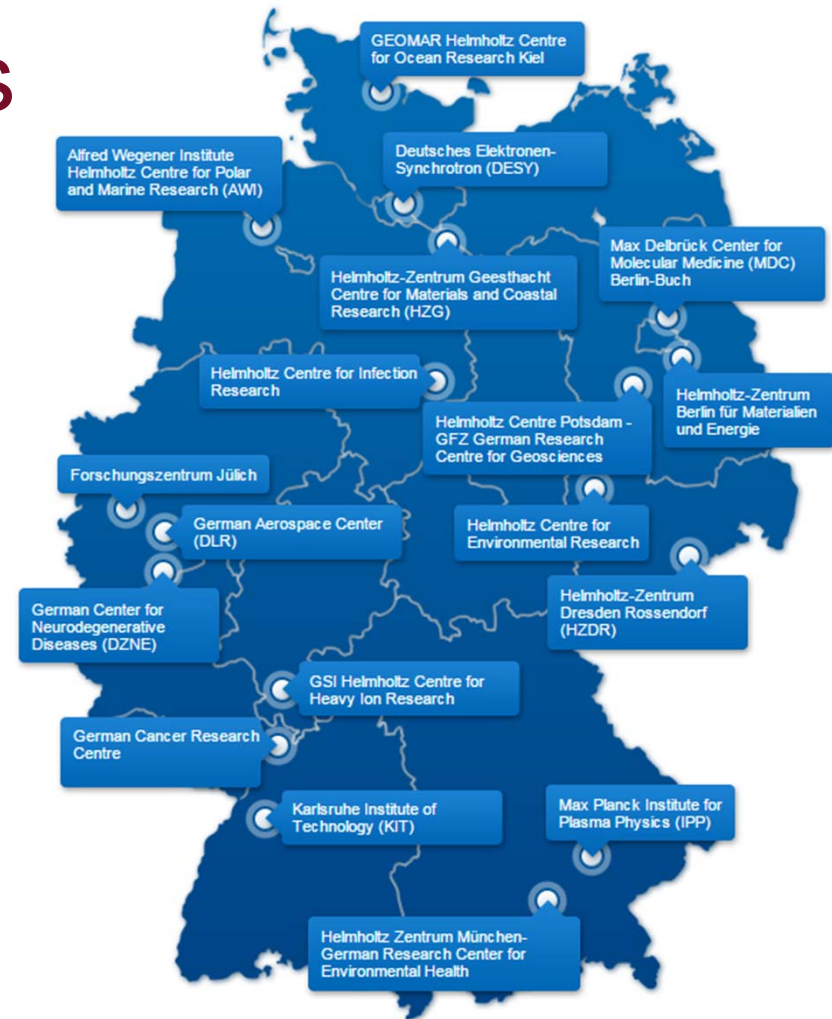 s
GEOMAR Helmholtz Centre
for Ocean Research Kiel
Alfred Wegener Institute
Helmholtz Centre for Polar
and Marine Research (AWI)
Deutsches Elektronen-
Synchrotron (DESY)
Max Delbrück Center for
Molecular Medicine (MDC)
Berlin-Buch
Helmholtz-Zentrum Geesthacht
Centre for Materials and Coastal
Research (HZG)
Helmholtz Centre for Infection
Research
Helmholtz-Zentrum
Berlin für Materialien
und Energie
Helmholtz Centre Potsdam -
GFZ German Research
Centre for Geosciences
Forschungszentrum Jülich
German Aerospace Center
(DLR)
Helmholtz Centre for
Environmental Research
German Center for
Neurodegenerative
Diseases (DZNE)
Helmholtz-Zentrum
Dresden Rossendorf
(HZDR)
GSI Helmholtz Centre for
Heavy Ion Research
German Cancer Research
Centre
Karlsruhe Institute of
Technology (KIT)
Max Planck Institute for
Plasma Physics (IPP)
Helmholtz Zentrum München-
German Research Center for
Environmental Health